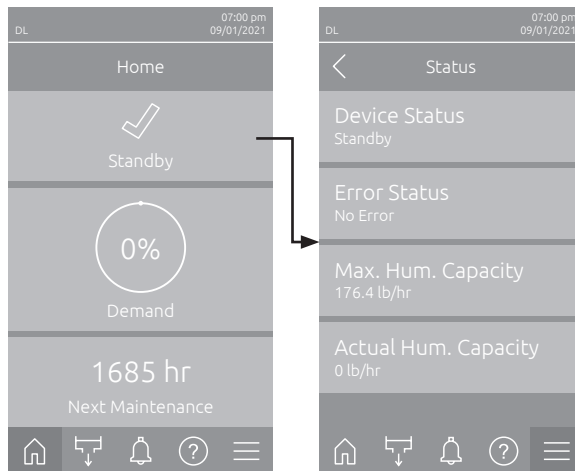 07:00 pm
DL 09/01/2021
Home
Standby
0%
Demand
1685 hr
Next Maintenance
?
07:00 pm
DL 09/01/2021
Status
Device Status
Standby
Error Status
No Error
Max. Hum. Capacity
176.4 lb/hr
Actual Hum. Capacity
0 lb/hr
?